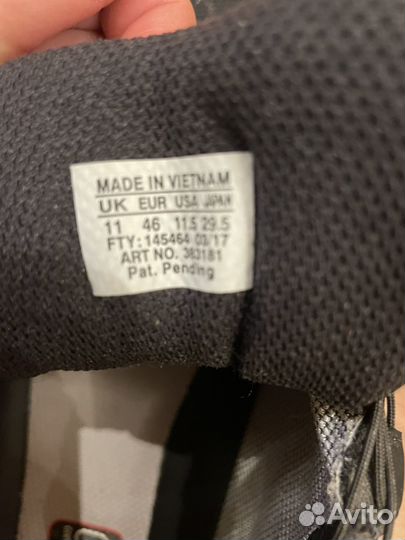 MADE IN VIETNAM
UK EUR USA JAPAN
11 46 11.5 29.5
FTY: 145464 03/17
ART NO. 383181
Pat. Pending
Avito